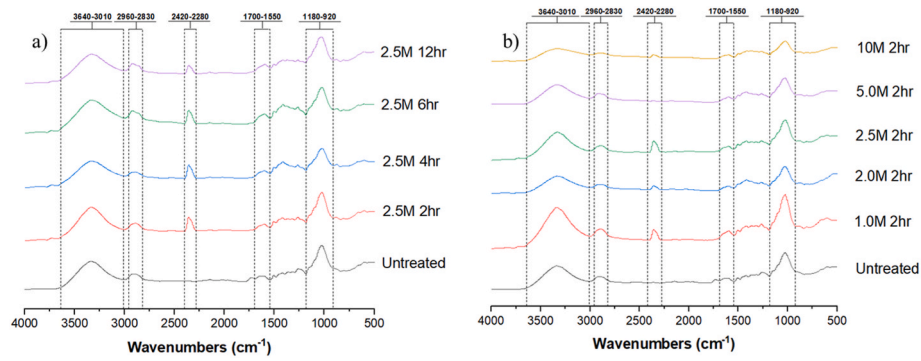 3640-3010 2960-2830 2420-2280 1700-1550 1180-920
a)
2.5M 12hr
2.5M 6hr
2.5M 4hr
2.5M 2hr
Untreated
4000 3500 3000 2500 2000 1500 1000 500
Wavenumbers (cm⁻¹)
3640-3010 2960-2830 2420-2280 1700-1550 1180-920
b)
10M 2hr
5.0M 2hr
2.5M 2hr
2.0M 2hr
1.0M 2hr
Untreated
4000 3500 3000 2500 2000 1500 1000 500
Wavenumbers (cm⁻¹)